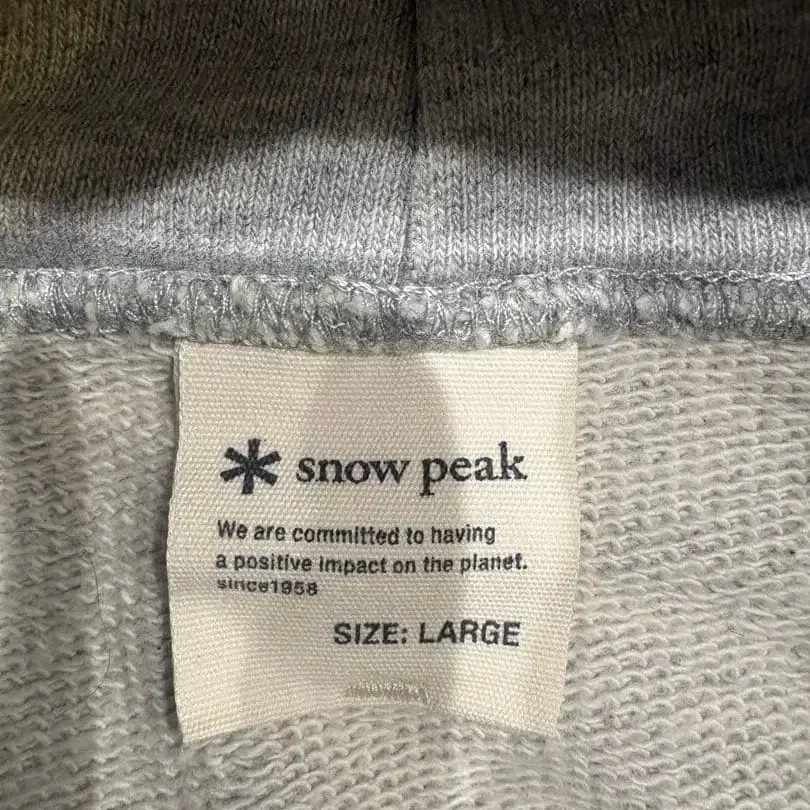 snow peak
We are committed to having
a positive impact on the planet.
since1958
SIZE: LARGE